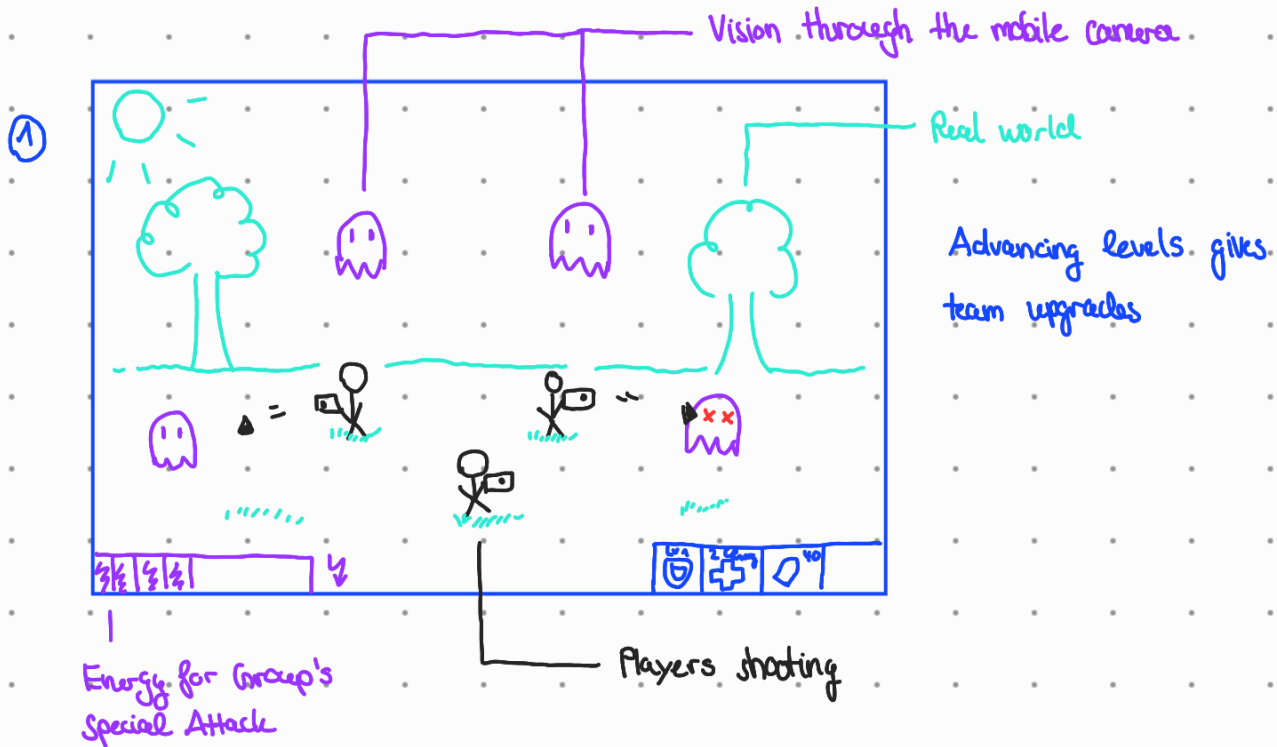 Vision through the mobile camera
1
Real world
Advancing levels gives
team upgrades
40
Players shooting
Energy for Group's
Special Attack